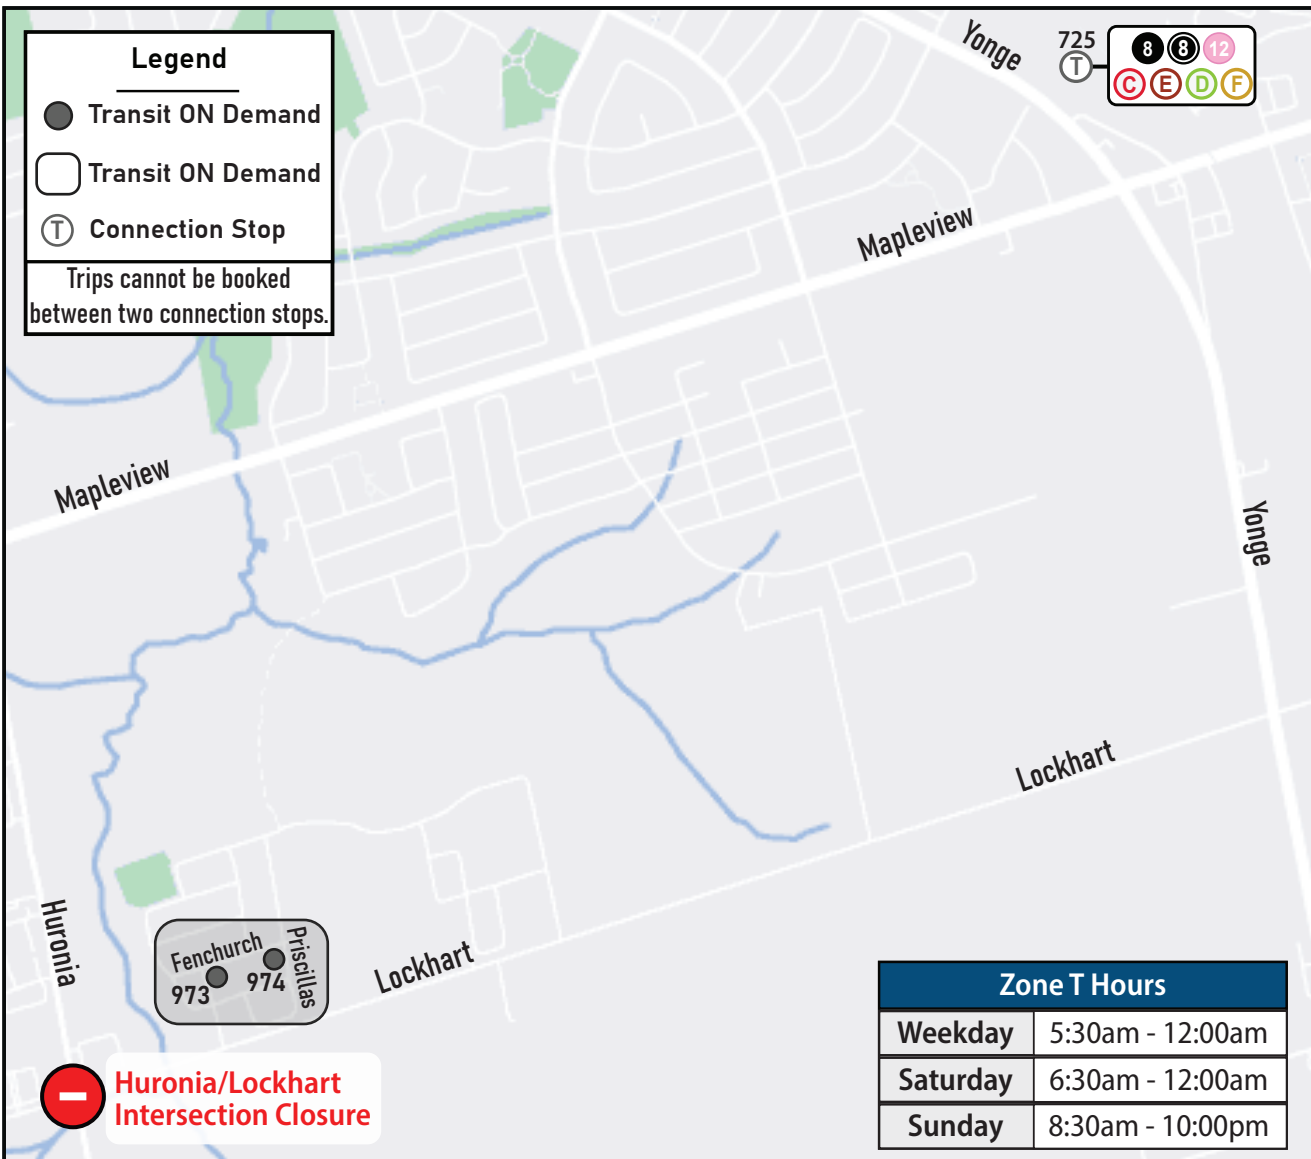 Legend
Transit ON Demand
Transit ON Demand
T Connection Stop
Trips cannot be booked
between two connection stops.
Yonge
725
T
8 8 12
C E D F
Mapleview
Mapleview
Yonge
Lockhart
Huronia
Fenchurch
Priscillas
973
974
Lockhart
Huronia/Lockhart
Intersection Closure
Zone T Hours
Weekday 5:30am - 12:00am
Saturday 6:30am - 12:00am
Sunday 8:30am - 10:00pm